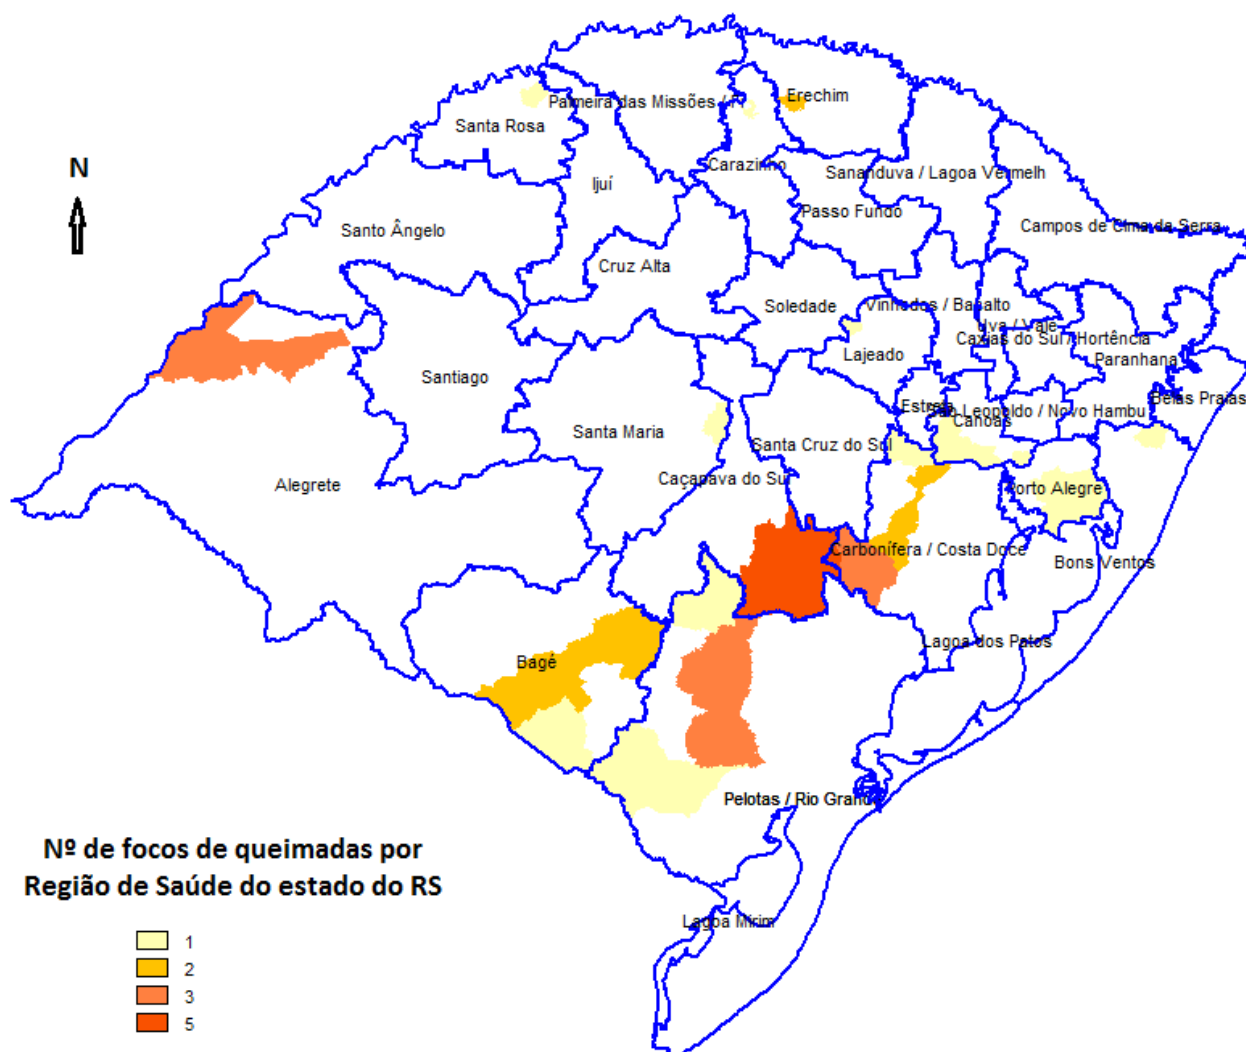 Erechim
Palmeira das Missões / Fr
Santa Rosa
N
Carazinho
Sananduva / Lagoa Vermelh
Ijuí
Passo Fundo
Campos de Cima da Serra
Santo Ângelo
Cruz Alta
Soledade
Vinhedos / Basalto
Uva / Vale
Caxias do Sul / Hortência
Lajeado
Paranhana
Santiago
Belas Praias
Estrela
São Leopoldo / Novo Hambu
Canoas
Santa Maria
Santa Cruz do Sul
Caçapava do Sul
Alegrete
Porto Alegre
Carbonífera / Costa Doce
Bons Ventos
Lagoa dos Patos
Bagé
Pelotas / Rio Grande
Nº de focos de queimadas por
Região de Saúde do estado do RS
Lagoa Mirim
1
2
3
5